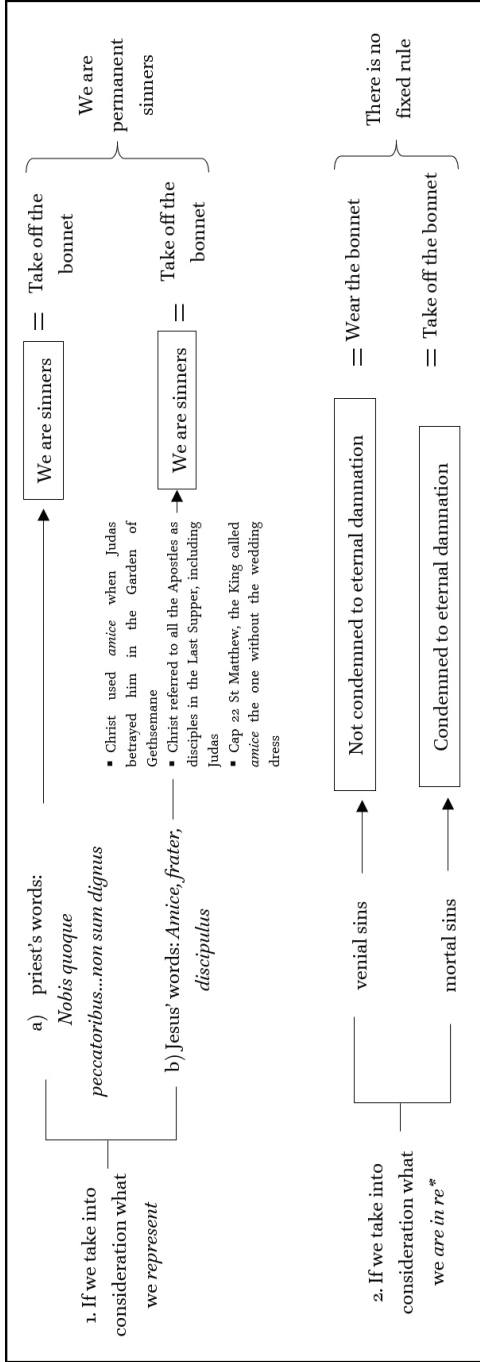 1. If we take into
consideration what
we represent
a) priest's words:
Nobis quoque
peccatoribus...non sum dignus
We are sinners
= Take off the
bonnet
b) Jesus' words: Amice, frater,
discipulus
▪ Christ used amice when Judas
betrayed him in the Garden of
Gethsemane
▪ Christ referred to all the Apostles as
disciples in the Last Supper, including
Judas
▪ Cap 22 St Matthew, the King called
amice the one without the wedding
dress
We are sinners
= Take off the
bonnet
We are
permanent
sinners
2. If we take into
consideration what
we are in re*
venial sins
Not condemned to eternal damnation
= Wear the bonnet
mortal sins
Condemned to eternal damnation
= Take off the bonnet
There is no
fixed rule